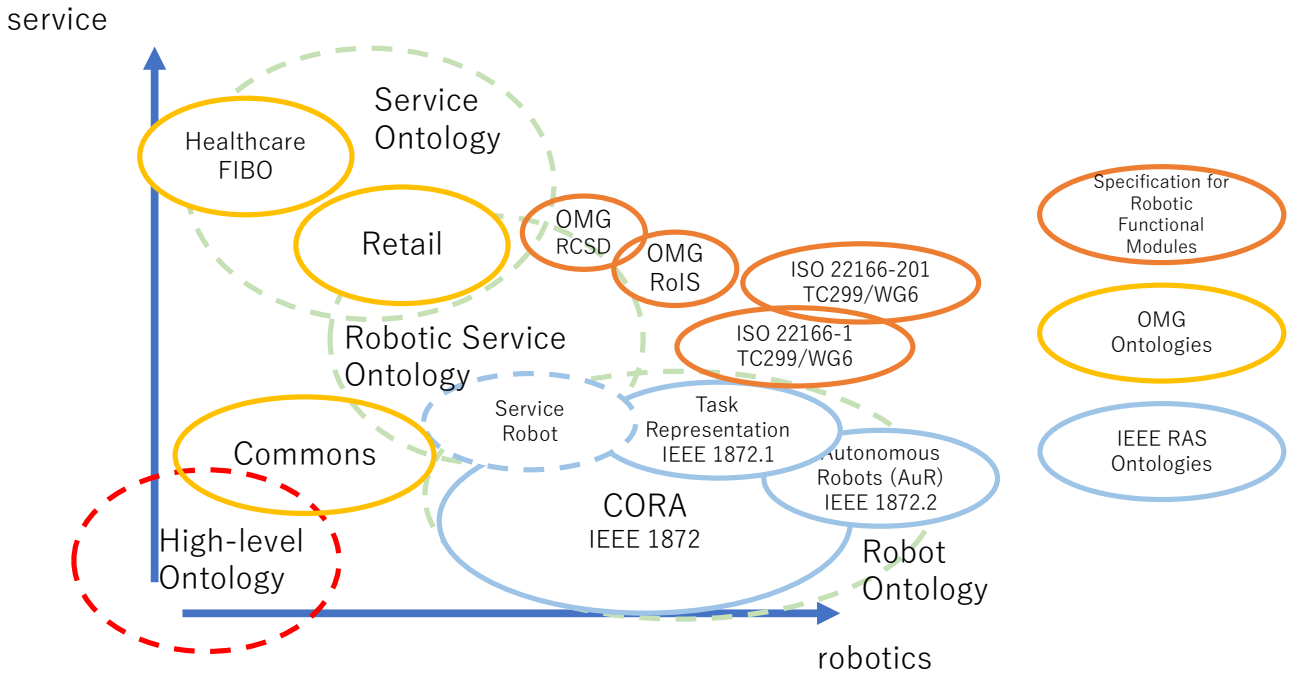 service
Service
Ontology
Healthcare
FIBO
Retail
OMG
RCSD
OMG
RoIS
ISO 22166-201
TC299/WG6
ISO 22166-1
TC299/WG6
Robotic Service
Ontology
Service
Robot
Task
Representation
IEEE 1872.1
Autonomous
Robots (AuR)
IEEE 1872.2
Commons
CORA
IEEE 1872
High-level
Ontology
Robot
Ontology
robotics
Specification for
Robotic
Functional
Modules
OMG
Ontologies
IEEE RAS
Ontologies